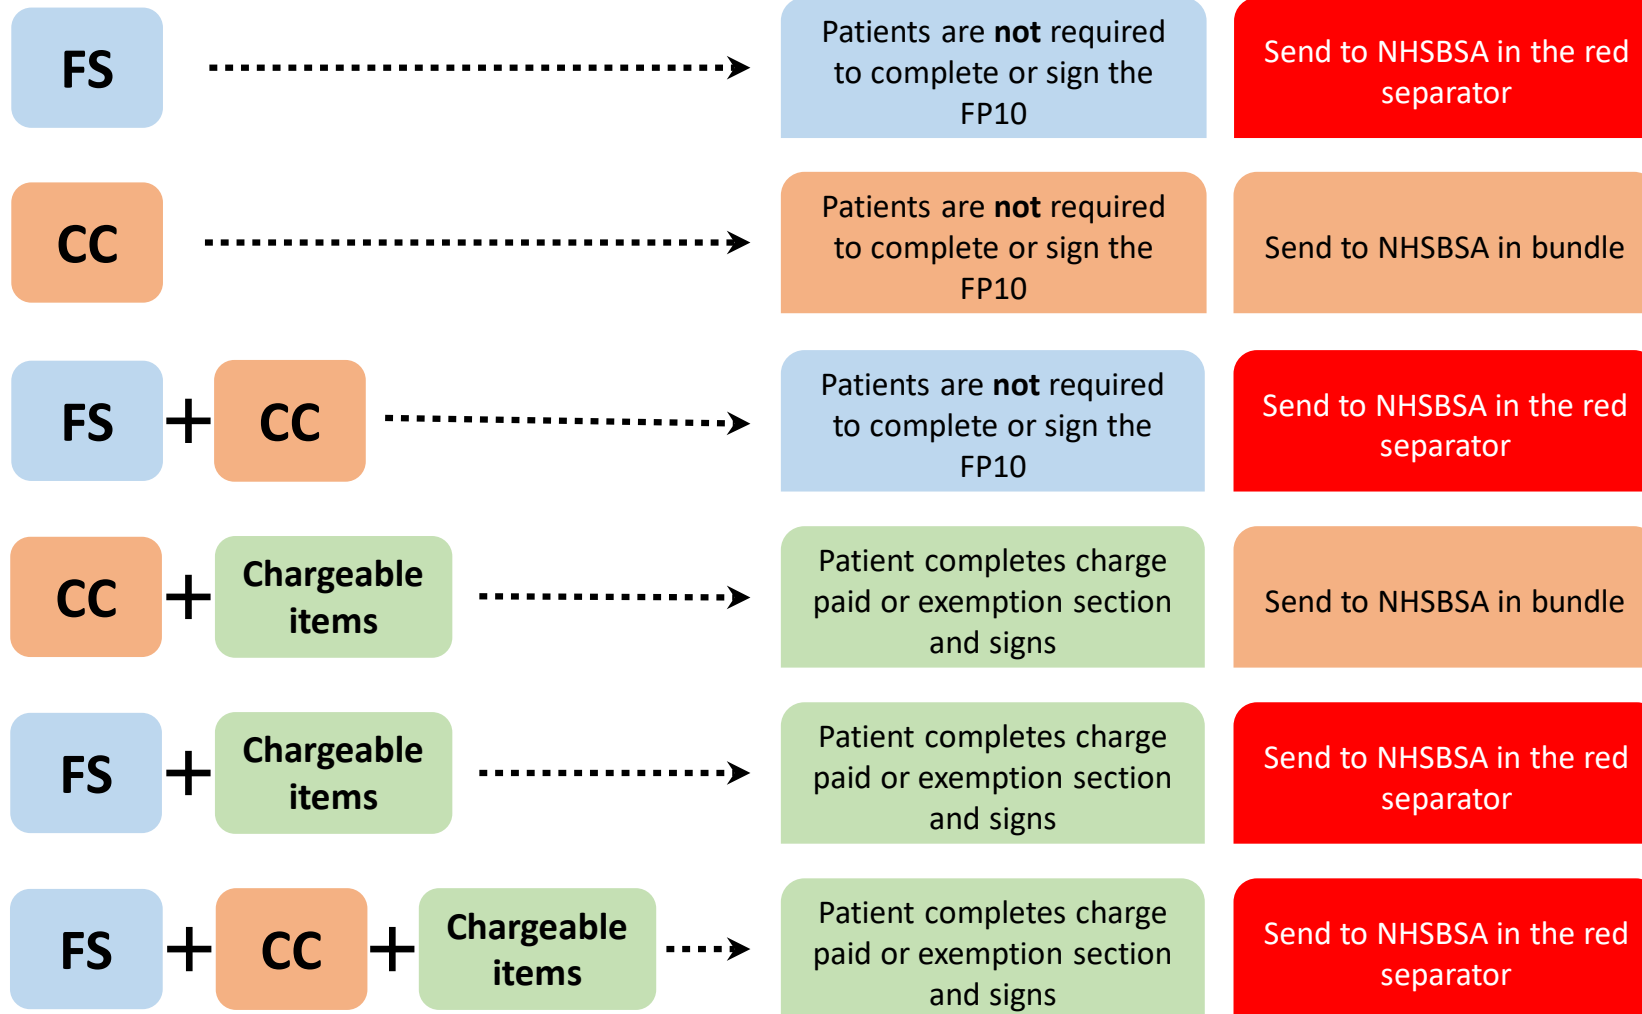 FS
Patients are not required
to complete or sign the
FP10
Send to NHSBSA in the red
separator
CC
Patients are not required
to complete or sign the
FP10
Send to NHSBSA in bundle
FS + CC
Patients are not required
to complete or sign the
FP10
Send to NHSBSA in the red
separator
CC + Chargeable
items
Patient completes charge
paid or exemption section
and signs
Send to NHSBSA in bundle
FS + Chargeable
items
Patient completes charge
paid or exemption section
and signs
Send to NHSBSA in the red
separator
FS + CC + Chargeable
items
Patient completes charge
paid or exemption section
and signs
Send to NHSBSA in the red
separator